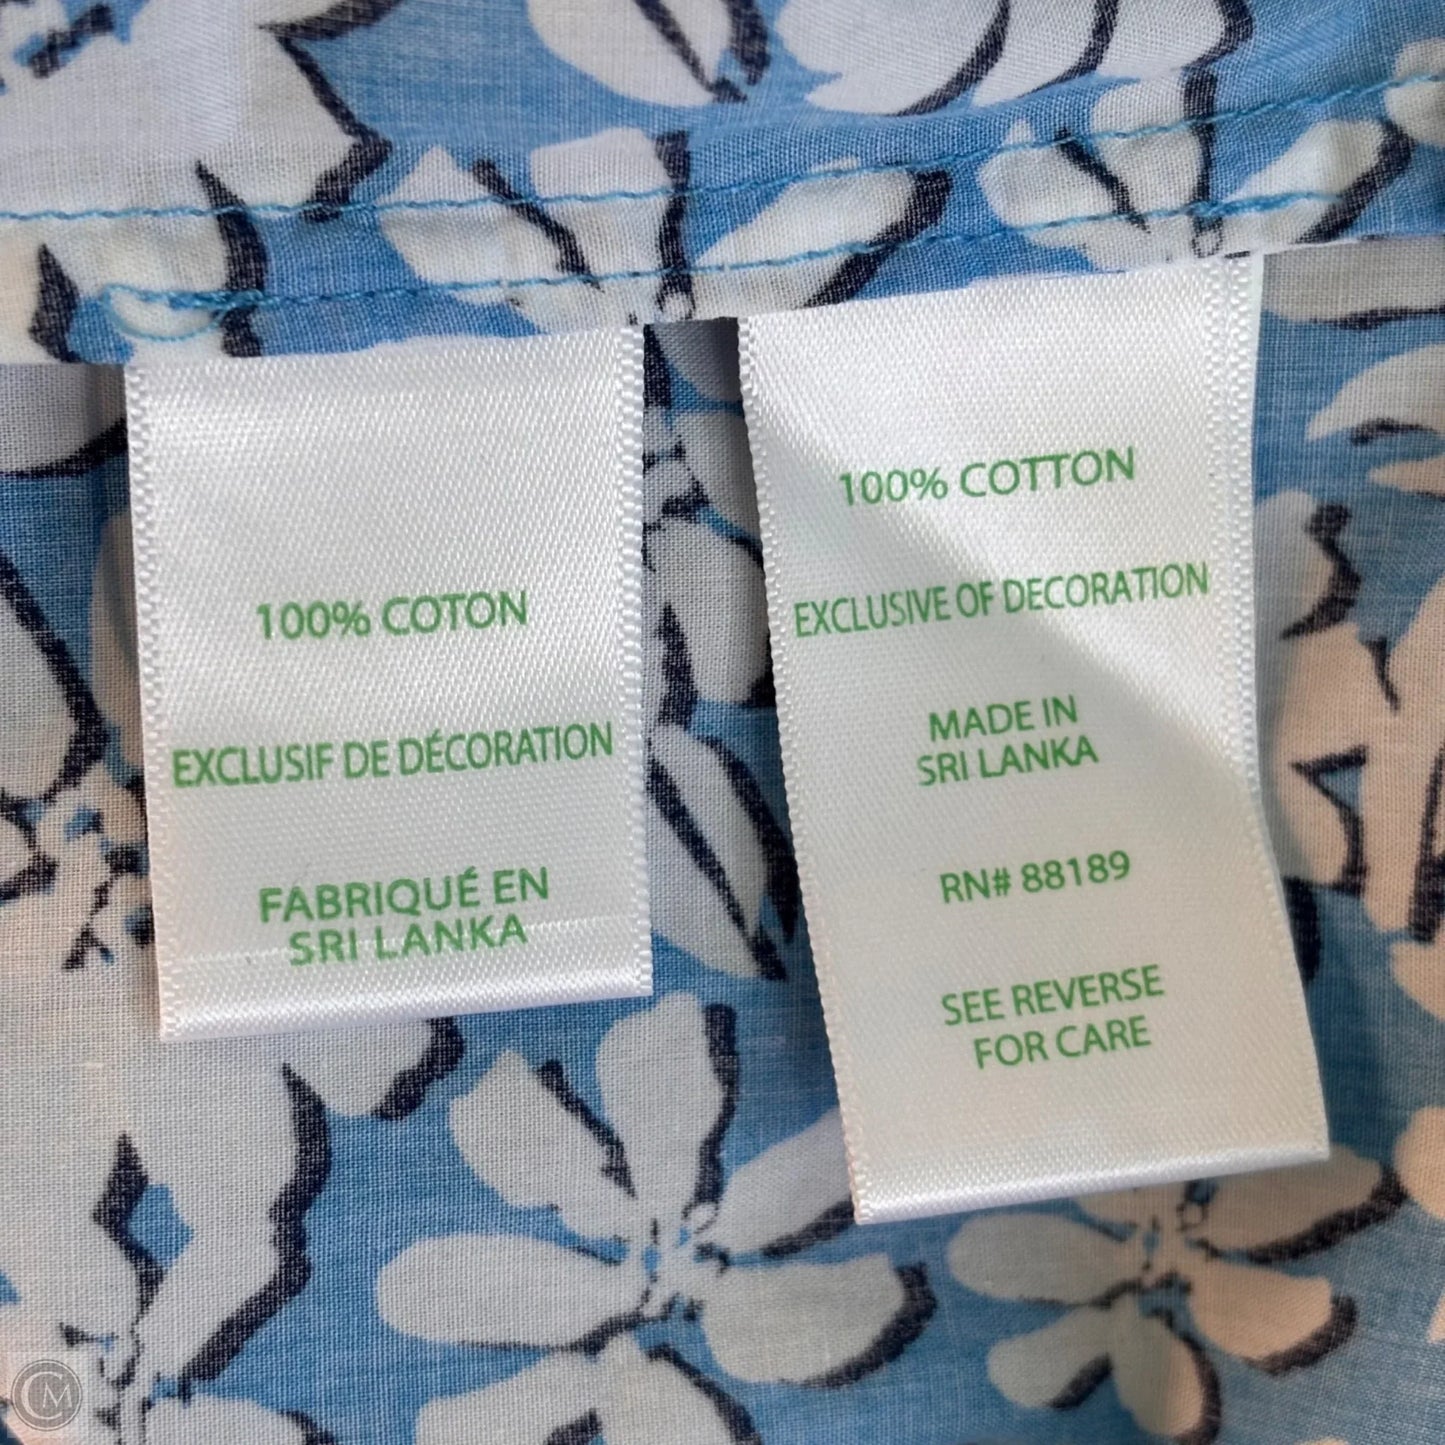 100% COTON
EXCLUSIF DE DÉCORATION
FABRIQUÉ EN
SRI LANKA
100% COTTON
EXCLUSIVE OF DECORATION
MADE IN
SRI LANKA
RN# 88189
SEE REVERSE
FOR CARE
CM